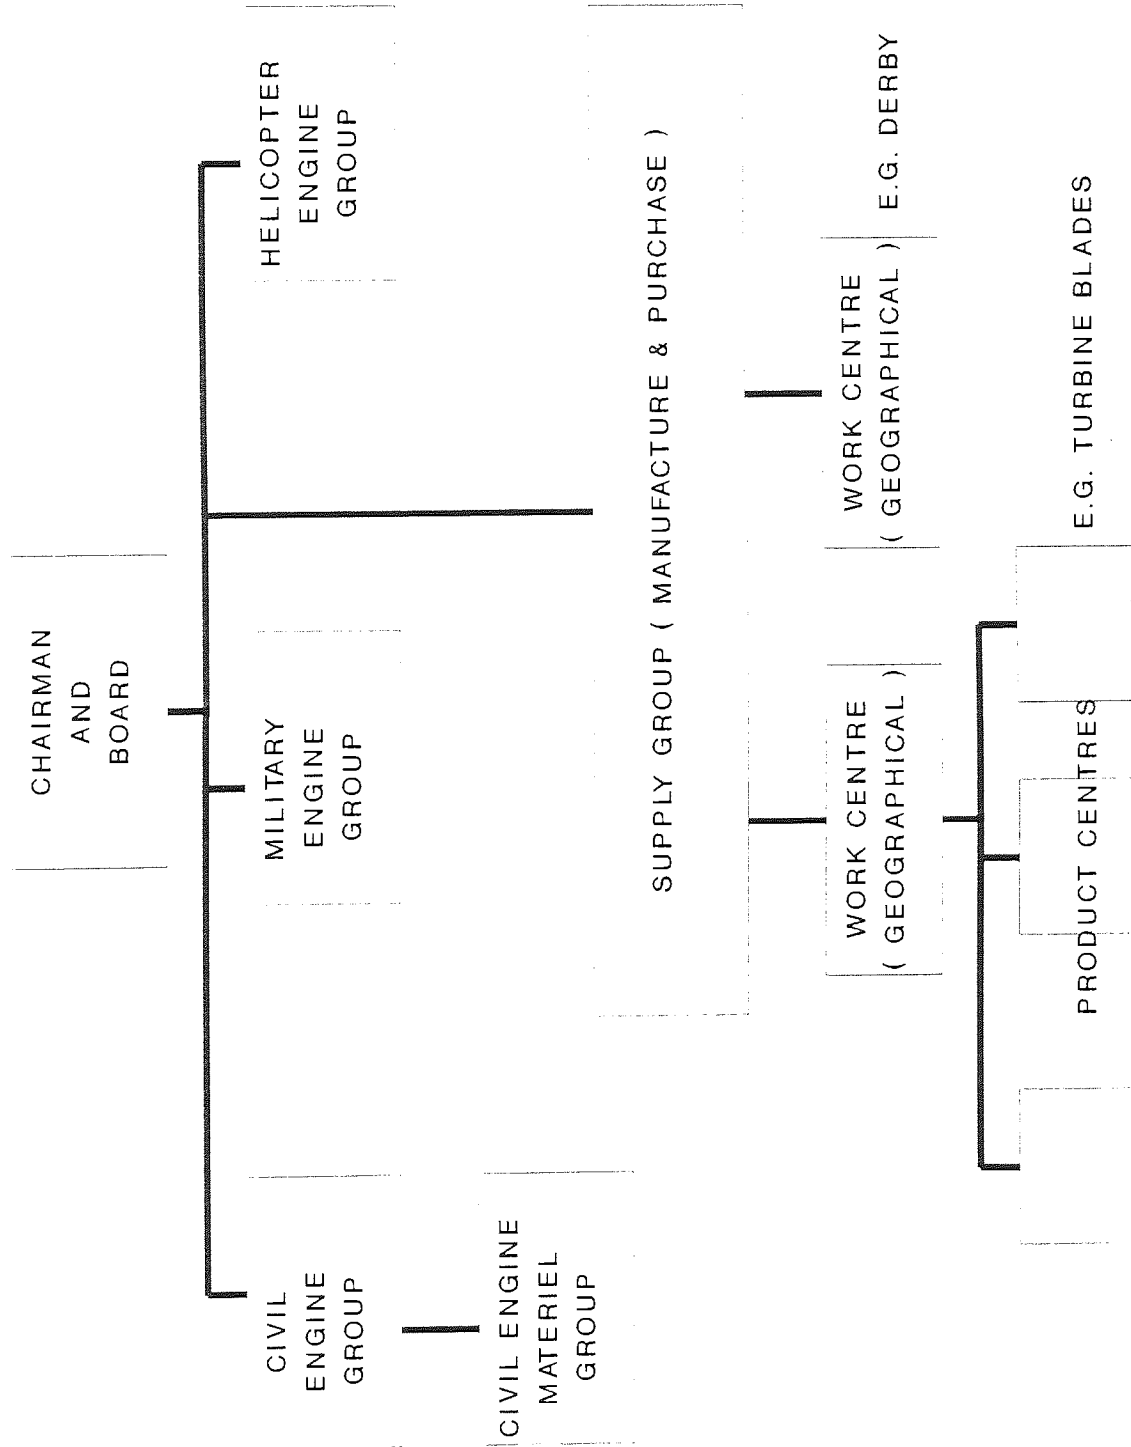 CHAIRMAN
AND
BOARD
CIVIL
ENGINE
GROUP
MILITARY
ENGINE
GROUP
HELICOPTER
ENGINE
GROUP
CIVIL ENGINE
MATERIEL
GROUP
SUPPLY GROUP ( MANUFACTURE & PURCHASE )
WORK CENTRE
( GEOGRAPHICAL )
WORK CENTRE
( GEOGRAPHICAL )
E.G. DERBY
PRODUCT CENTRES
E.G. TURBINE BLADES